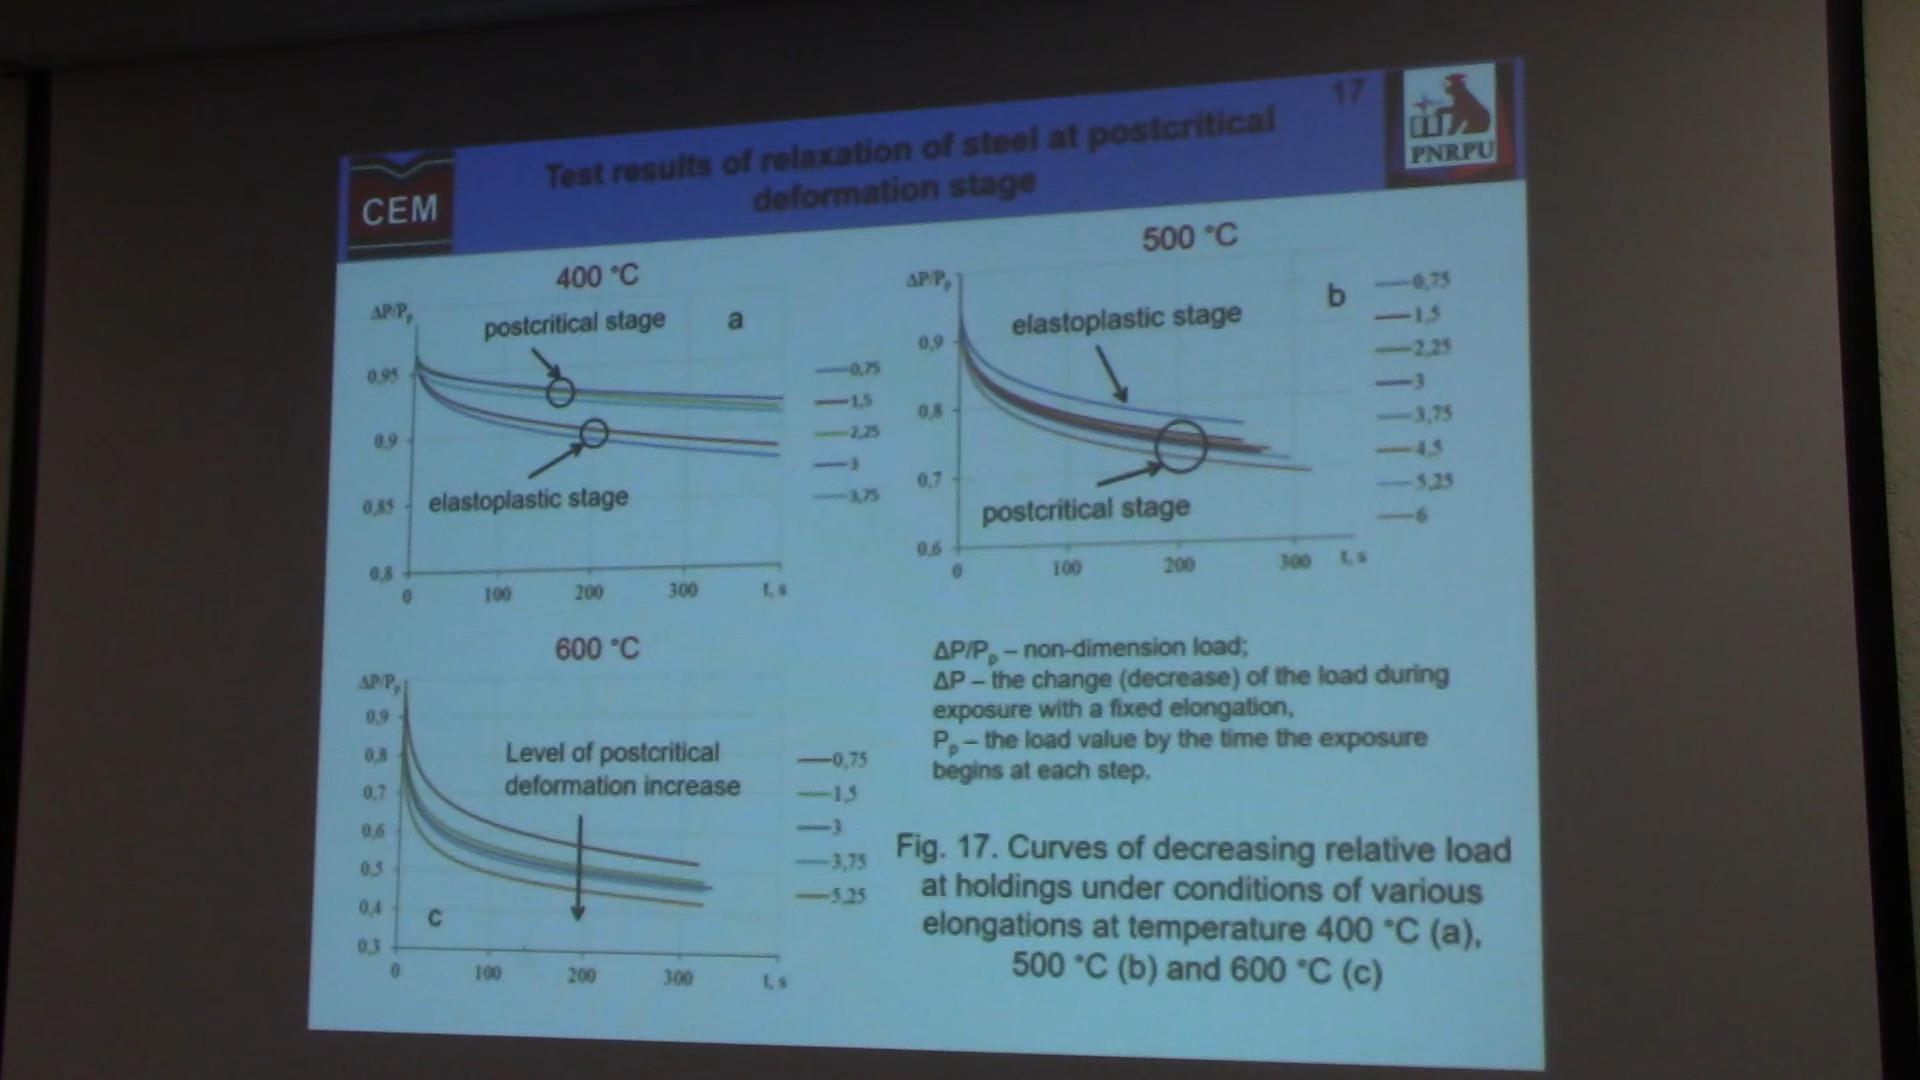 17
Test results of relaxation of steel at postcritical
deformation stage
CEM
PNRPU
400 °C
ΔP/Pp
postcritical stage
a
0,95
0,9
0,85
0,8
elastoplastic stage
0
100
200
300
t, s
0,75
1,5
2,25
3
3,75
500 °C
ΔP/Pp
elastoplastic stage
b
0,9
0,8
0,7
0,6
postcritical stage
0
100
200
300
t, s
0,75
1,5
2,25
3
3,75
4,5
5,25
6
600 °C
ΔP/Pp
0,9
0,8
0,7
0,6
0,5
0,4
0,3
Level of postcritical
deformation increase
c
0
100
200
300
t, s
0,75
1,5
3
3,75
5,25
ΔP/Pp – non-dimension load;
ΔP – the change (decrease) of the load during
exposure with a fixed elongation,
Pp – the load value by the time the exposure
begins at each step.
Fig. 17. Curves of decreasing relative load
at holdings under conditions of various
elongations at temperature 400 °C (a),
500 °C (b) and 600 °C (c)